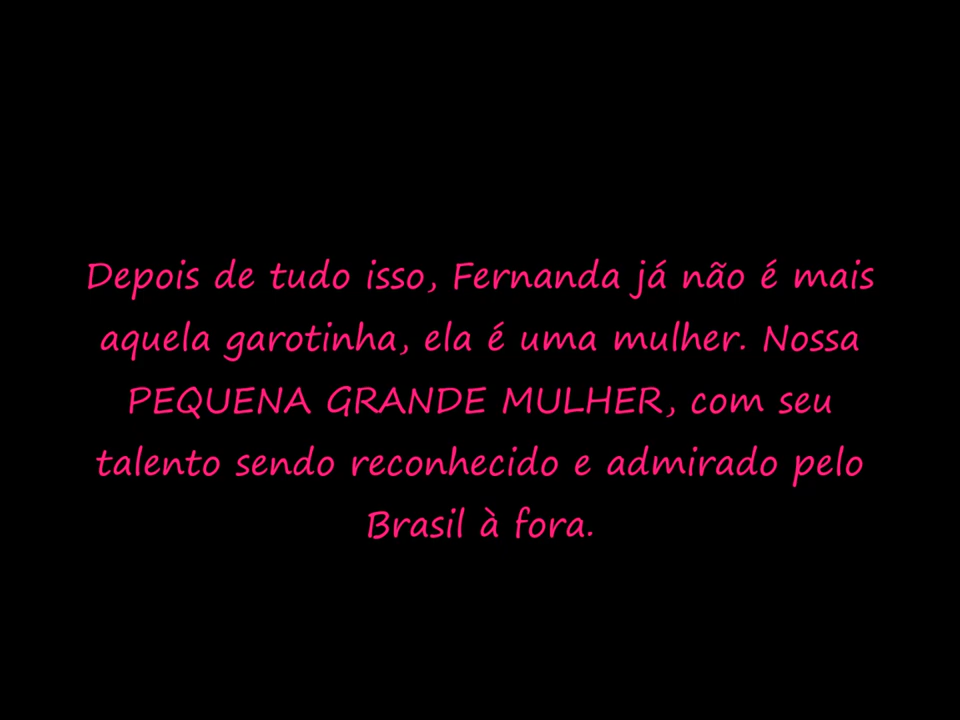 Depois de tudo isso, Fernanda já não é mais
aquela garotinha, ela é uma mulher. Nossa
PEQUENA GRANDE MULHER, com seu
talento sendo reconhecido e admirado pelo
Brasil à fora.